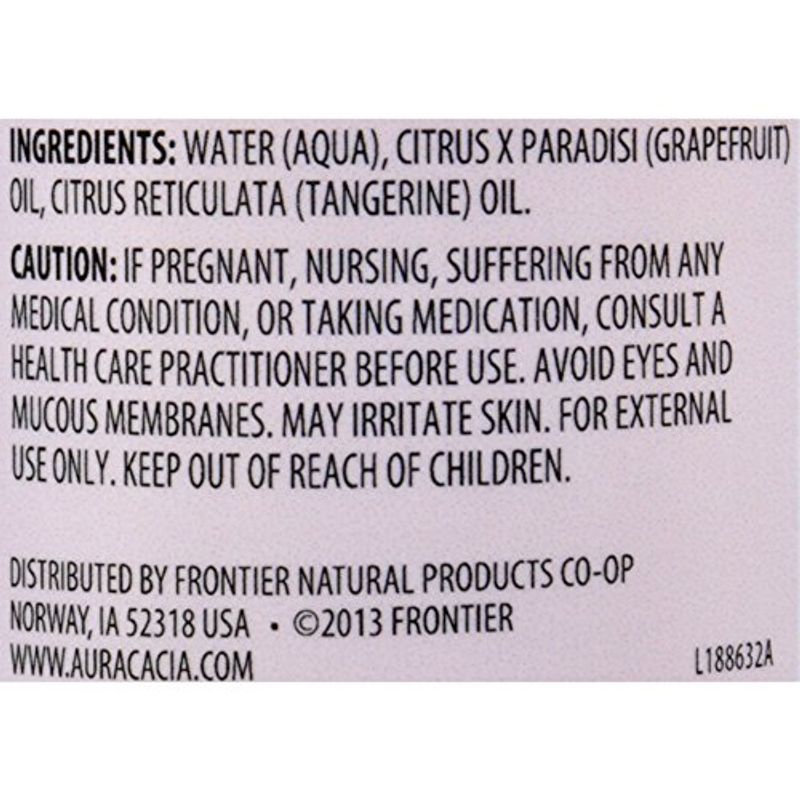 INGREDIENTS: WATER (AQUA), CITRUS X PARADISI (GRAPEFRUIT)
OIL, CITRUS RETICULATA (TANGERINE) OIL.
CAUTION: IF PREGNANT, NURSING, SUFFERING FROM ANY
MEDICAL CONDITION, OR TAKING MEDICATION, CONSULT A
HEALTH CARE PRACTITIONER BEFORE USE. AVOID EYES AND
MUCOUS MEMBRANES. MAY IRRITATE SKIN. FOR EXTERNAL
USE ONLY. KEEP OUT OF REACH OF CHILDREN.
DISTRIBUTED BY FRONTIER NATURAL PRODUCTS CO-OP
NORWAY, IA 52318 USA • ©2013 FRONTIER
WWW.AURACACIA.COM L188632A